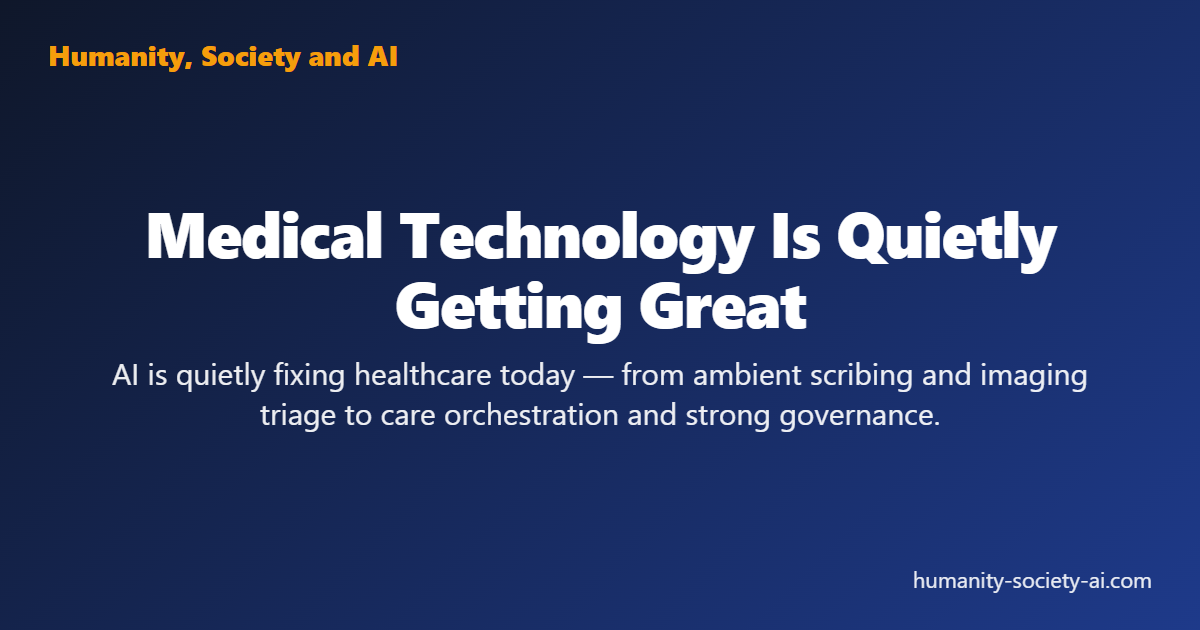 Humanity, Society and AI
Medical Technology Is Quietly
Getting Great
AI is quietly fixing healthcare today — from ambient scribing and imaging
triage to care orchestration and strong governance.
humanity-society-ai.com